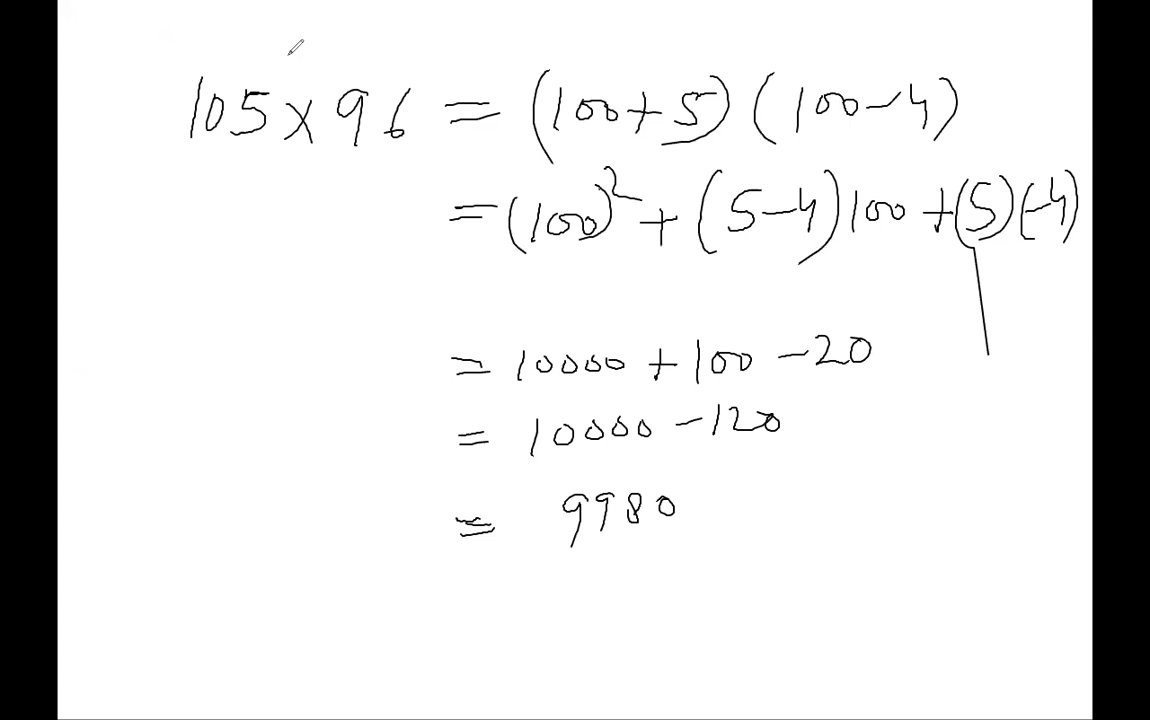 105 × 96 = (100+5) (100-4)
= (100)² + (5-4)100 + (5)(-4)
= 10000 + 100 - 20
= 10000 - 120
= 9980